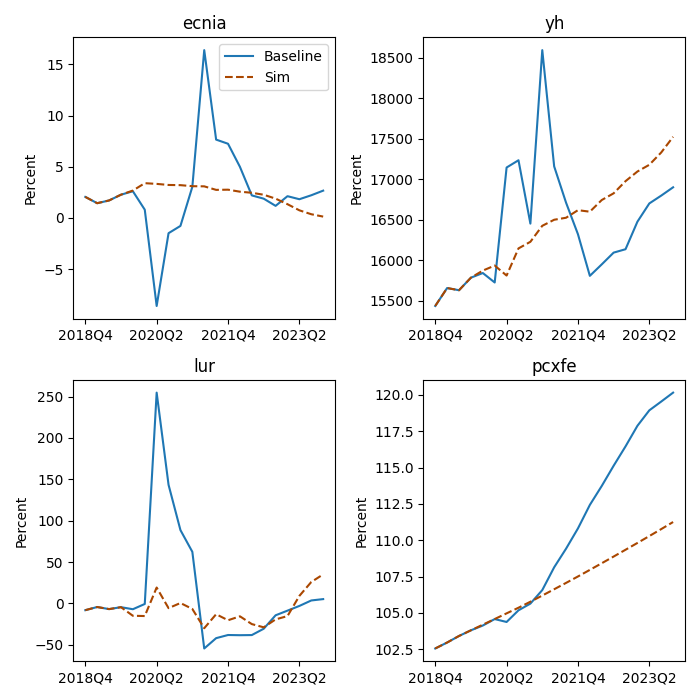 ecnia
Percent
15
10
5
0
−5
2018Q4 2020Q2 2021Q4 2023Q2
Baseline
Sim
yh
Percent
18500
18000
17500
17000
16500
16000
15500
2018Q4 2020Q2 2021Q4 2023Q2
lur
Percent
250
200
150
100
50
0
−50
2018Q4 2020Q2 2021Q4 2023Q2
pcxfe
Percent
120.0
117.5
115.0
112.5
110.0
107.5
105.0
102.5
2018Q4 2020Q2 2021Q4 2023Q2